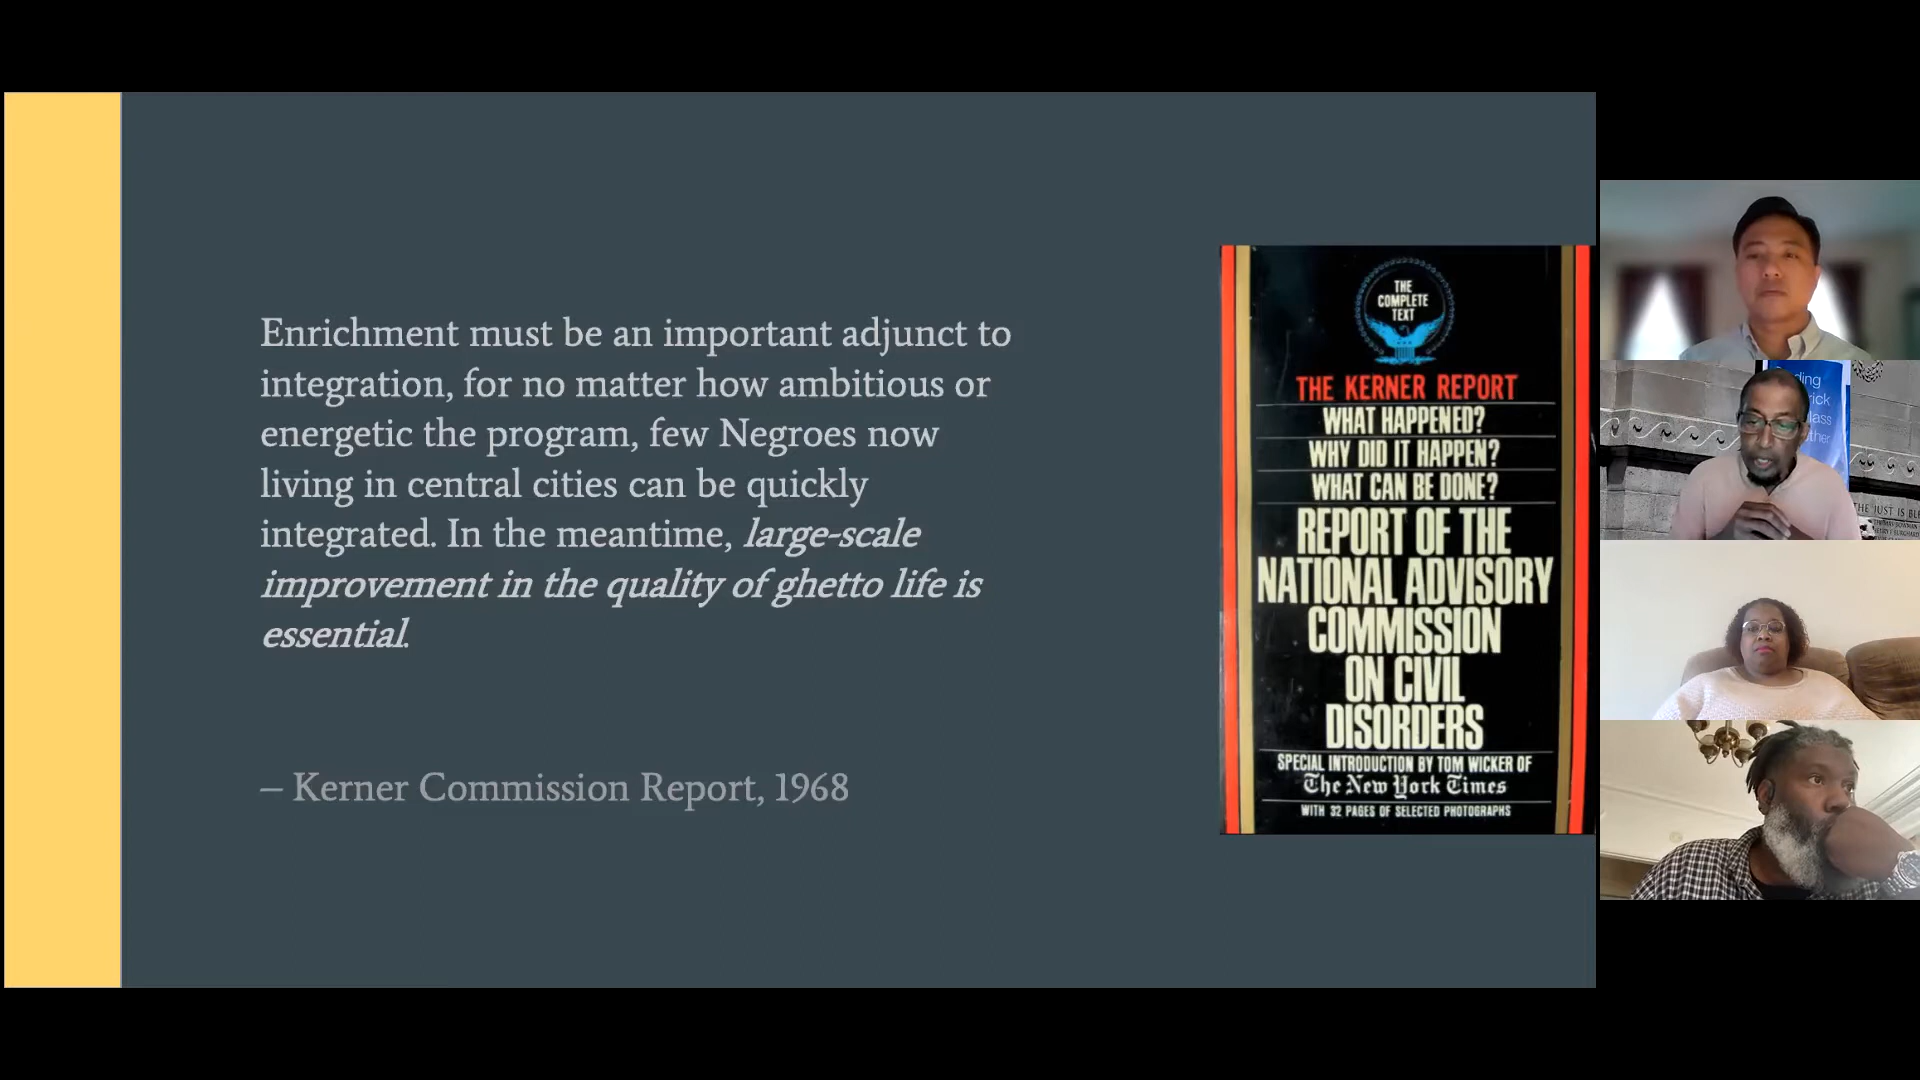 Enrichment must be an important adjunct to
integration, for no matter how ambitious or
energetic the program, few Negroes now
living in central cities can be quickly
integrated. In the meantime, large-scale
improvement in the quality of ghetto life is
essential.
– Kerner Commission Report, 1968
THE
COMPLETE
TEXT
THE KERNER REPORT
WHAT HAPPENED?
WHY DID IT HAPPEN?
WHAT CAN BE DONE?
REPORT OF THE
NATIONAL ADVISORY
COMMISSION
ON CIVIL
DISORDERS
SPECIAL INTRODUCTION BY TOM WICKER OF
The New York Times
WITH 32 PAGES OF SELECTED PHOTOGRAPHS
THE JUST IS